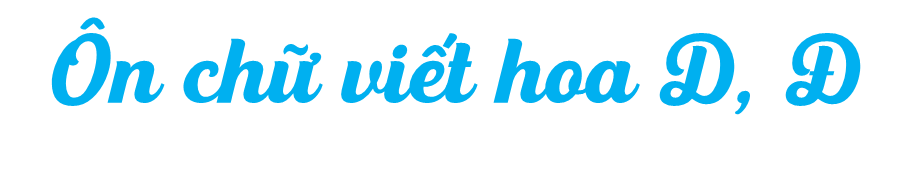 Ôn chữ viết hoa D, Đ